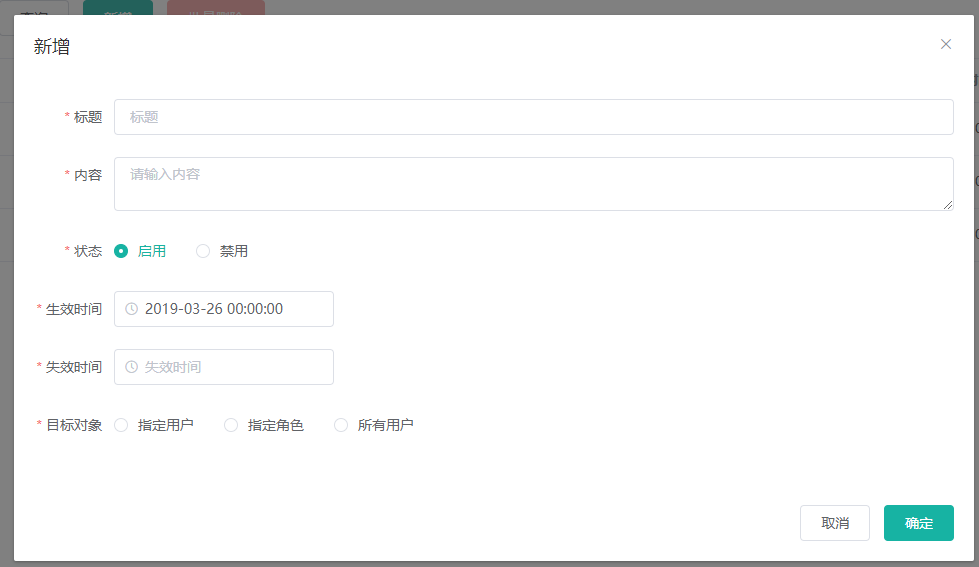 新增
* 标题 标题
* 内容 请输入内容
* 状态 启用 禁用
* 生效时间 2019-03-26 00:00:00
* 失效时间 失效时间
* 目标对象 指定用户 指定角色 所有用户
取消 确定